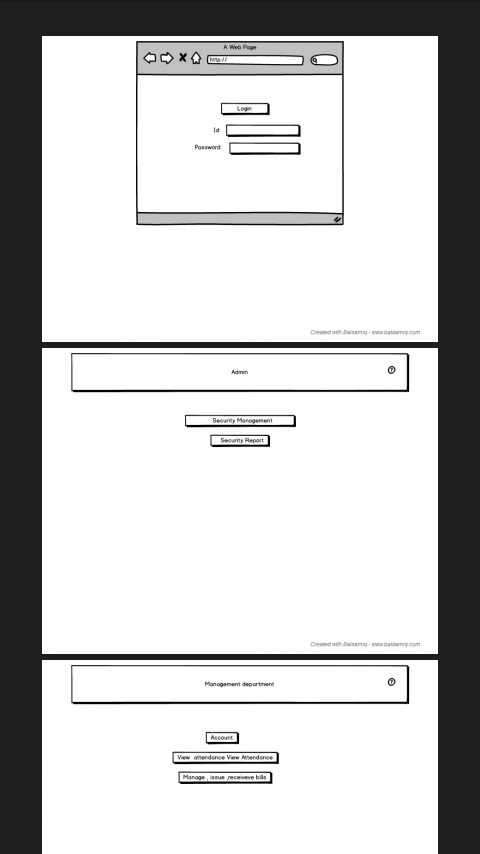 A Web Page
http://
Login
Id:
Password:
Created with Balsamiq - www.balsamiq.com
Admin
?
Security Management
Security Report
Created with Balsamiq - www.balsamiq.com
Management department
?
Account
View attendance View Attendance
Manage , issue ,receiveve bills